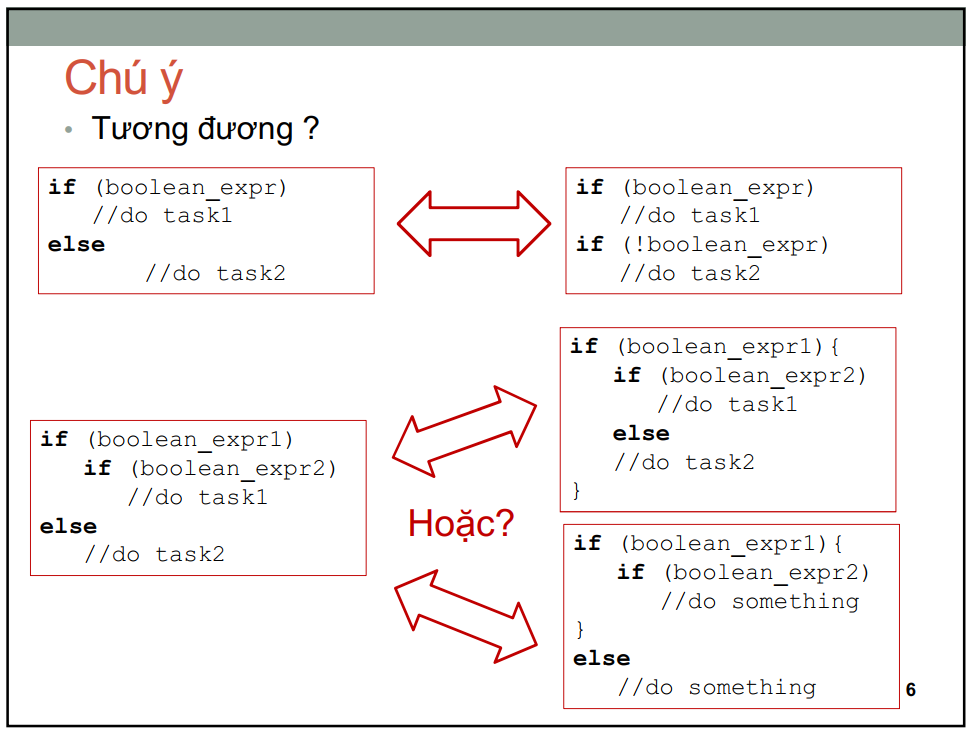 Chú ý
• Tương đương ?
if (boolean_expr)
//do task1
else
//do task2
if (boolean_expr)
//do task1
if (!boolean_expr)
//do task2
if (boolean_expr1)
if (boolean_expr2)
//do task1
else
//do task2
Hoặc?
if (boolean_expr1){
if (boolean_expr2)
//do task1
else
//do task2
}
if (boolean_expr1){
if (boolean_expr2)
//do something
}
else
//do something
6